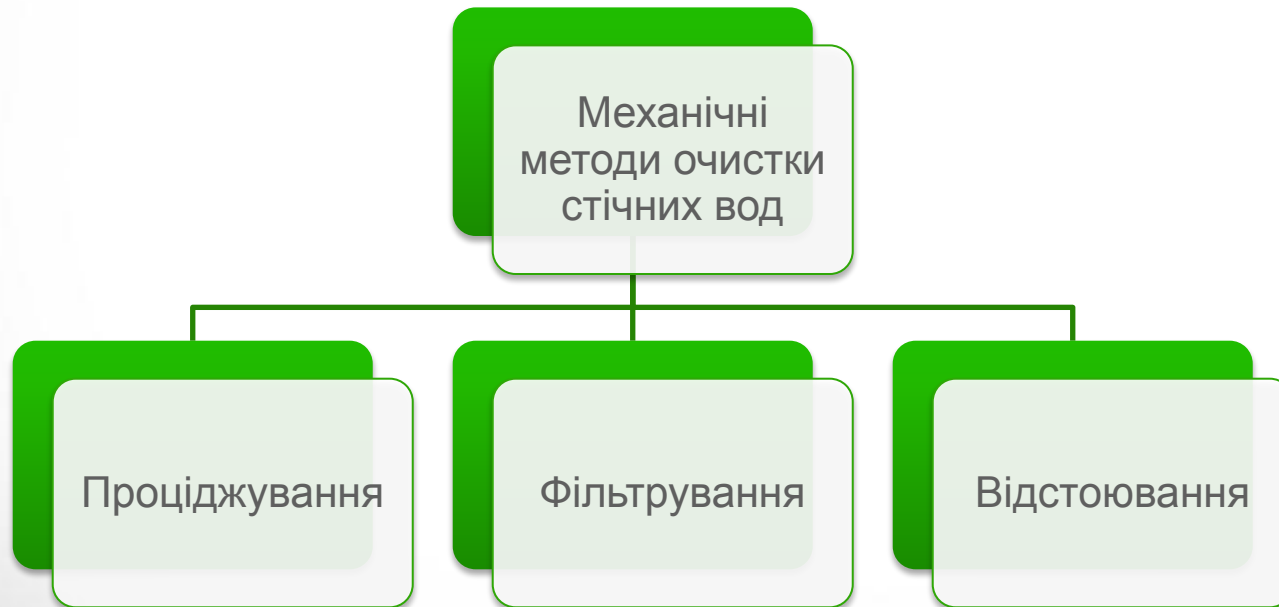 Механічні
методи очистки
стічних вод
Проціджування
Фільтрування
Відстоювання